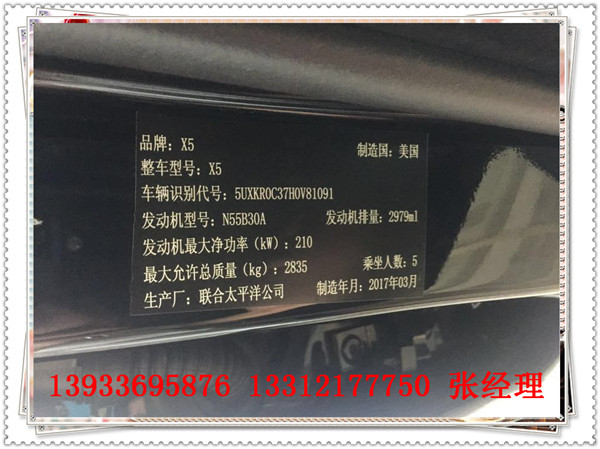 品牌：X5 制造国：美国
整车型号：X5
车辆识别代号：5UXKR0C37H0V81091
发动机型号：N55B30A 发动机排量：2979ml
发动机最大净功率（kW）：210
最大允许总质量（kg）：2835 乘坐人数：5
生产厂：联合太平洋公司 制造年月：2017年03月
13933695876 13312177750 张经理